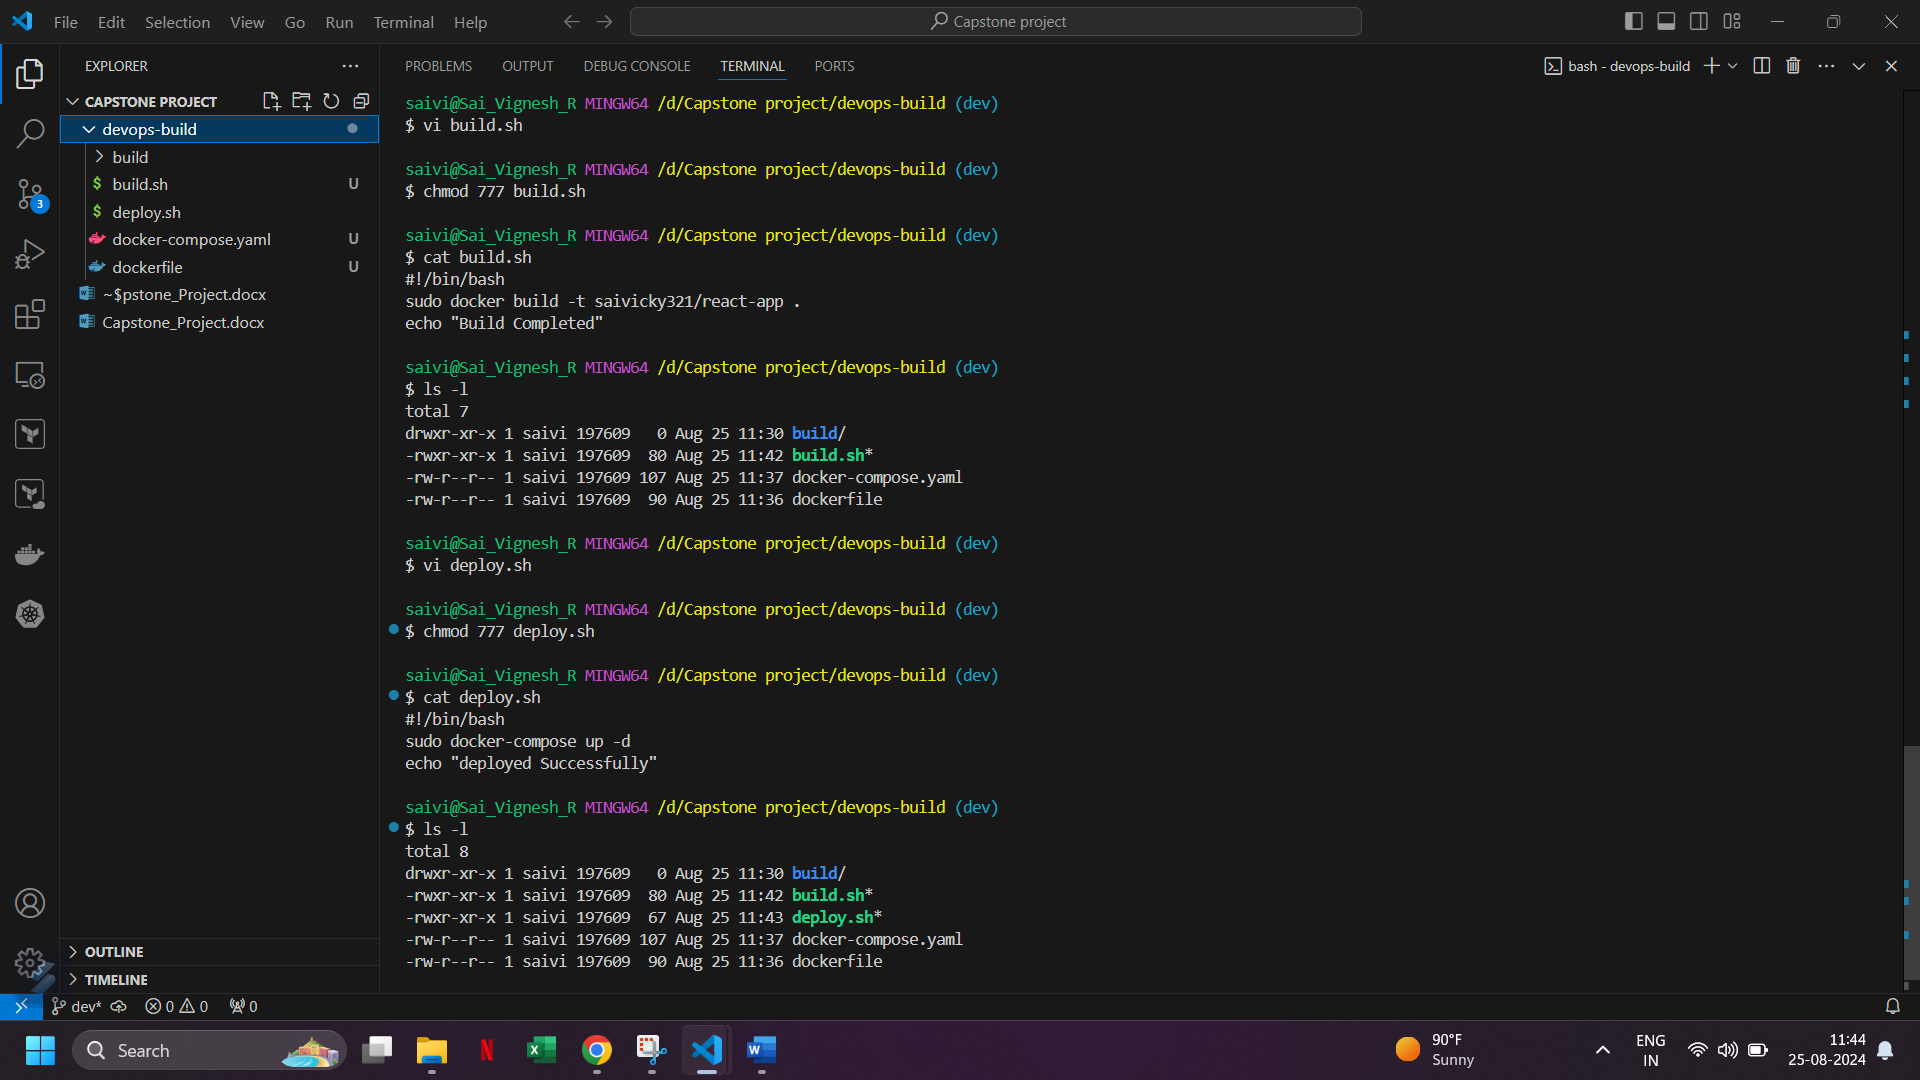 File Edit Selection View Go Run Terminal Help
Capstone project
EXPLORER
CAPSTONE PROJECT
devops-build
build
$ build.sh U
$ deploy.sh
docker-compose.yaml U
dockerfile U
~$pstone_Project.docx
Capstone_Project.docx
3
OUTLINE
TIMELINE
PROBLEMS OUTPUT DEBUG CONSOLE TERMINAL PORTS
bash - devops-build
saivi@Sai_Vignesh_R MINGW64 /d/Capstone project/devops-build (dev)
$ vi build.sh
saivi@Sai_Vignesh_R MINGW64 /d/Capstone project/devops-build (dev)
$ chmod 777 build.sh
saivi@Sai_Vignesh_R MINGW64 /d/Capstone project/devops-build (dev)
$ cat build.sh
#!/bin/bash
sudo docker build -t saivicky321/react-app .
echo "Build Completed"
saivi@Sai_Vignesh_R MINGW64 /d/Capstone project/devops-build (dev)
$ ls -l
total 7
drwxr-xr-x 1 saivi 197609   0 Aug 25 11:30 build/
-rwxr-xr-x 1 saivi 197609  80 Aug 25 11:42 build.sh*
-rw-r--r-- 1 saivi 197609 107 Aug 25 11:37 docker-compose.yaml
-rw-r--r-- 1 saivi 197609  90 Aug 25 11:36 dockerfile
saivi@Sai_Vignesh_R MINGW64 /d/Capstone project/devops-build (dev)
$ vi deploy.sh
saivi@Sai_Vignesh_R MINGW64 /d/Capstone project/devops-build (dev)
$ chmod 777 deploy.sh
saivi@Sai_Vignesh_R MINGW64 /d/Capstone project/devops-build (dev)
$ cat deploy.sh
#!/bin/bash
sudo docker-compose up -d
echo "deployed Successfully"
saivi@Sai_Vignesh_R MINGW64 /d/Capstone project/devops-build (dev)
$ ls -l
total 8
drwxr-xr-x 1 saivi 197609   0 Aug 25 11:30 build/
-rwxr-xr-x 1 saivi 197609  80 Aug 25 11:42 build.sh*
-rwxr-xr-x 1 saivi 197609  67 Aug 25 11:43 deploy.sh*
-rw-r--r-- 1 saivi 197609 107 Aug 25 11:37 docker-compose.yaml
-rw-r--r-- 1 saivi 197609  90 Aug 25 11:36 dockerfile
dev* 0 0 0
Search
90°F
Sunny
ENG
IN
11:44
25-08-2024